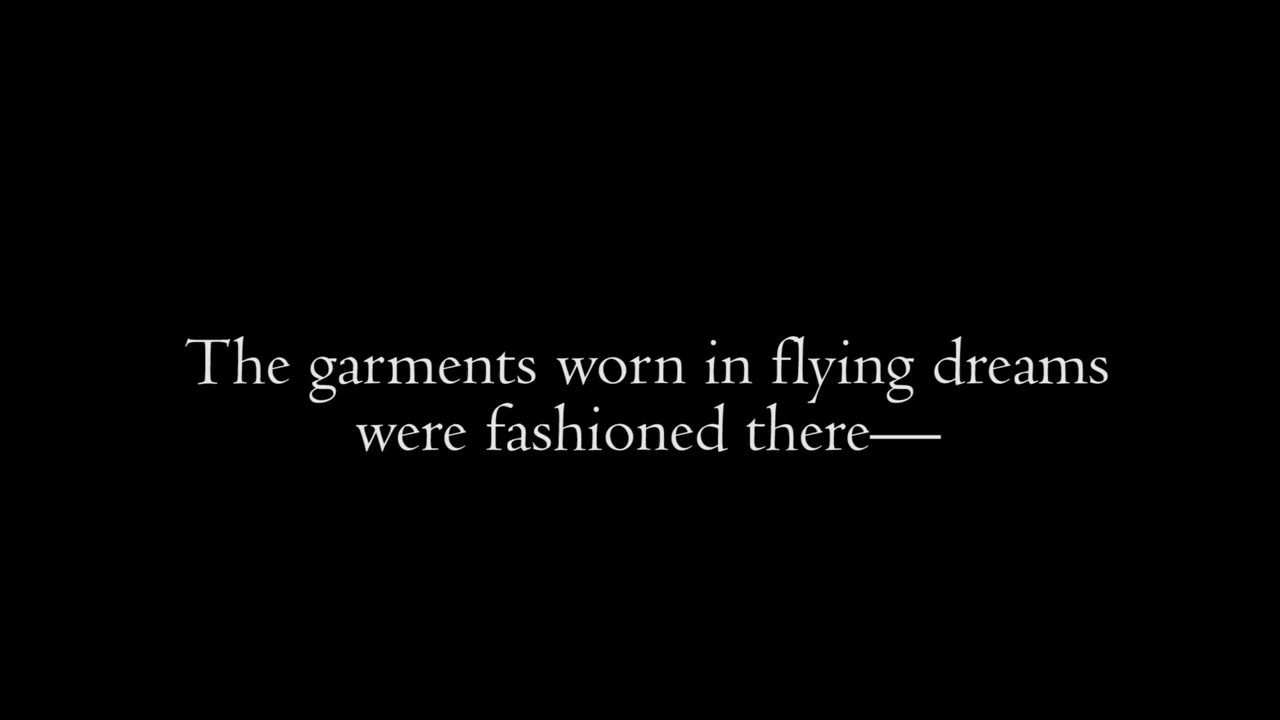 The garments worn in flying dreams
were fashioned there—